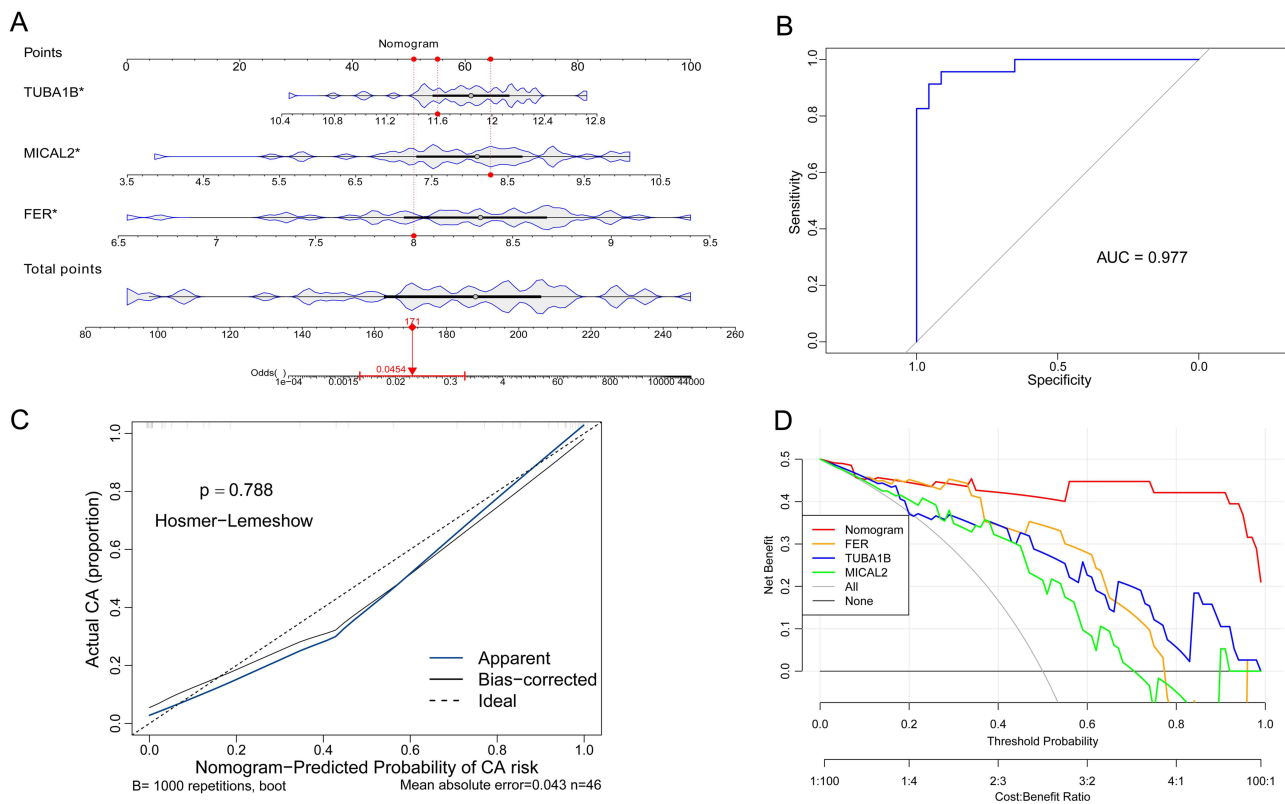 A
Nomogram
Points
0 20 40 60 80 100
TUBA1B*
10.4 10.8 11.2 11.6 12 12.4 12.8
MICAL2*
3.5 4.5 5.5 6.5 7.5 8.5 9.5 10.5
FER*
6.5 7 7.5 8 8.5 9 9.5
Total points
171
80 100 120 140 160 180 200 220 240 260
0.0454
Odds( )
1e-04 0.0015 0.02 0.3 4 60 800 10000 44000
B
Sensitivity
1.0
0.8
0.6
0.4
0.2
0.0
AUC = 0.977
1.0 0.5 0.0
Specificity
C
Actual CA (proportion)
1.0
0.8
0.6
0.4
0.2
0.0
p = 0.788
Hosmer-Lemeshow
Apparent
Bias-corrected
Ideal
0.0 0.2 0.4 0.6 0.8 1.0
Nomogram-Predicted Probability of CA risk
B= 1000 repetitions, boot
Mean absolute error=0.043 n=46
D
Net Benefit
0.5
0.4
0.3
0.2
0.1
0.0
Nomogram
FER
TUBA1B
MICAL2
All
None
0.0 0.2 0.4 0.6 0.8 1.0
Threshold Probability
1:100 1:4 2:3 3:2 4:1 100:1
Cost:Benefit Ratio